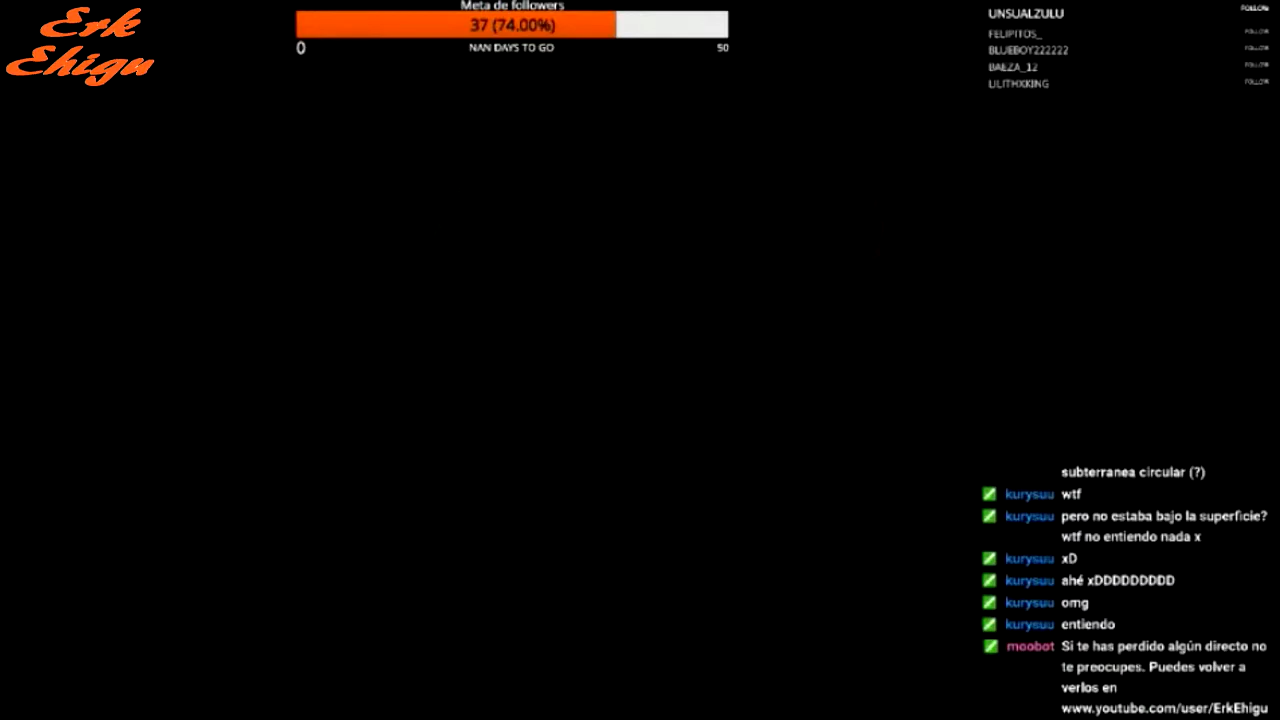 Erk
Ehigu
Meta de followers
37 (74.00%)
0
NAN DAYS TO GO
50
UNSUALZULU FOLLOW
FELIPITOS_ FOLLOW
BLUEBOY222222 FOLLOW
BAEZA_12 FOLLOW
LILITHXKING FOLLOW
subterranea circular (?)
kurysuu wtf
kurysuu pero no estaba bajo la superficie?
wtf no entiendo nada x
kurysuu xD
kurysuu ahé xDDDDDDDDD
kurysuu omg
kurysuu entiendo
moobot Si te has perdido algún directo no
te preocupes. Puedes volver a
verlos en
www.youtube.com/user/ErkEhigu